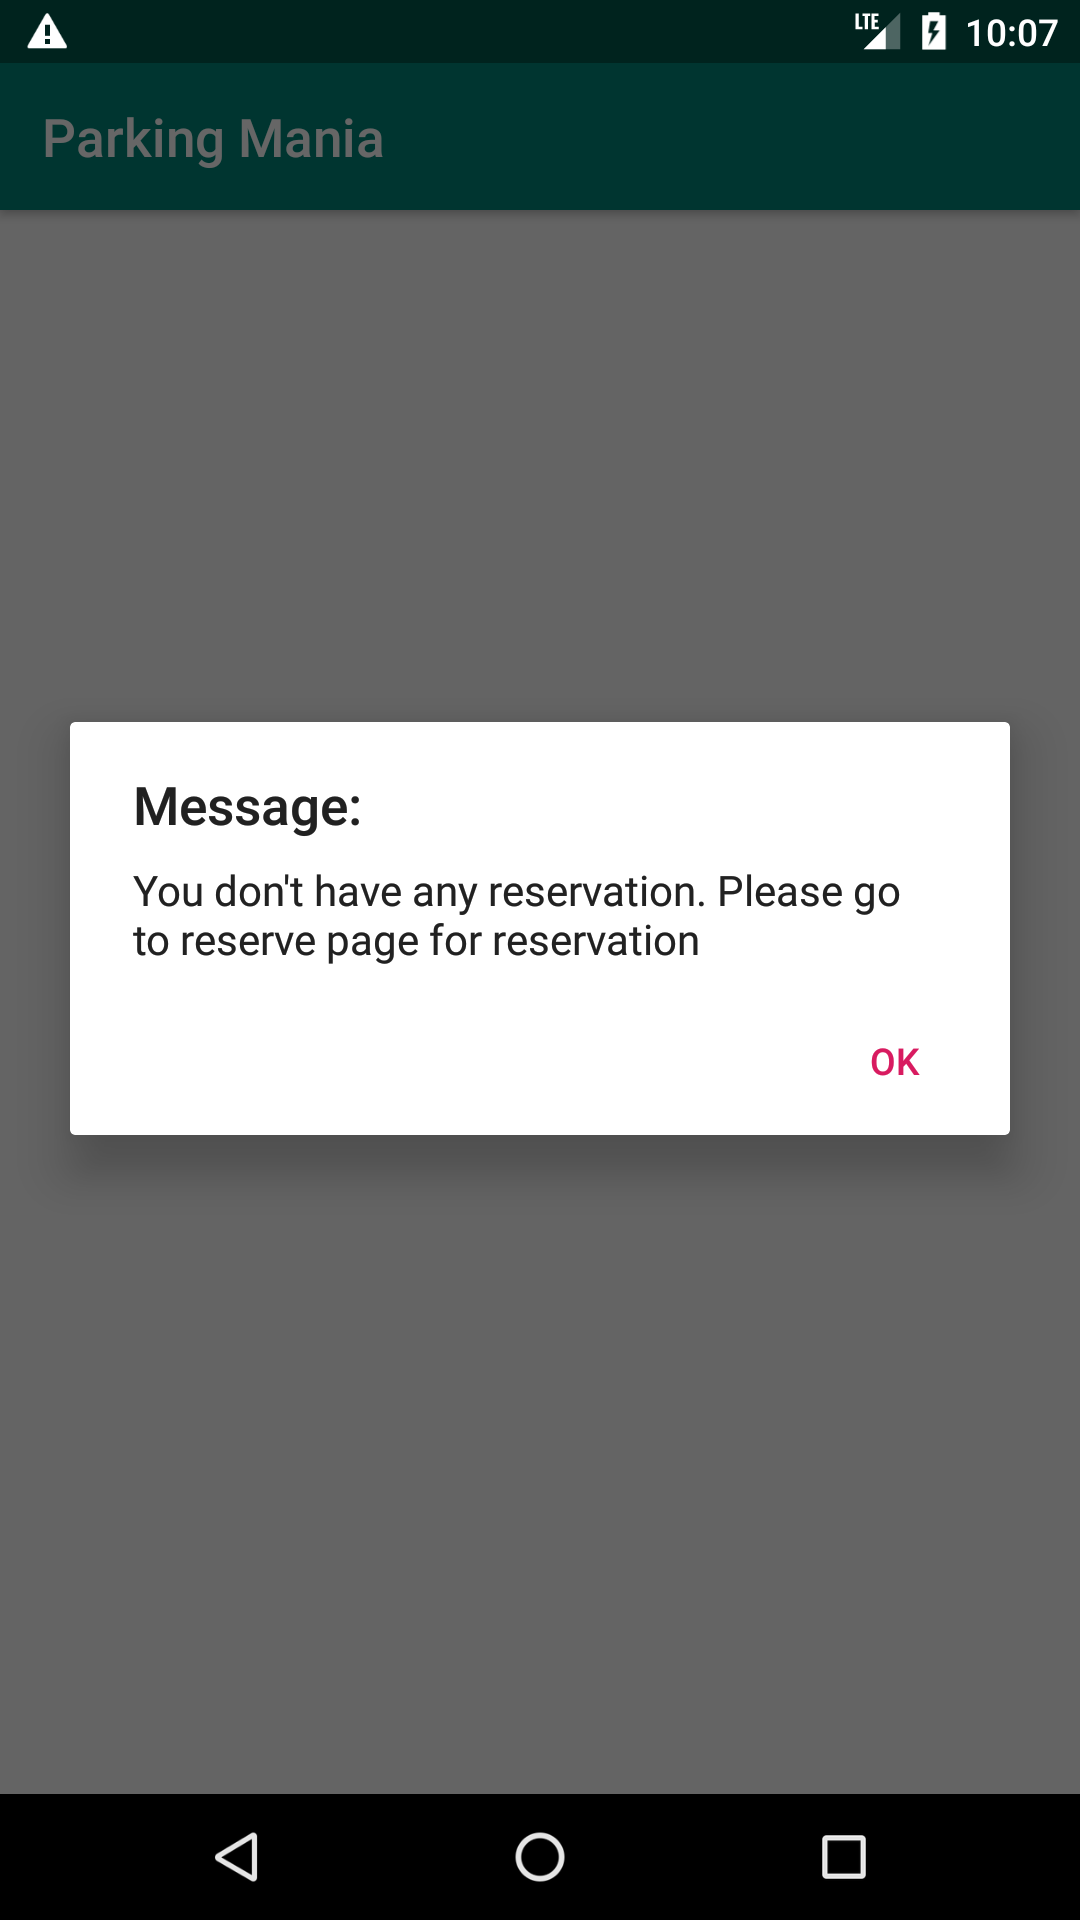 LTE 10:07
Parking Mania
Message:
You don't have any reservation. Please go
to reserve page for reservation
OK